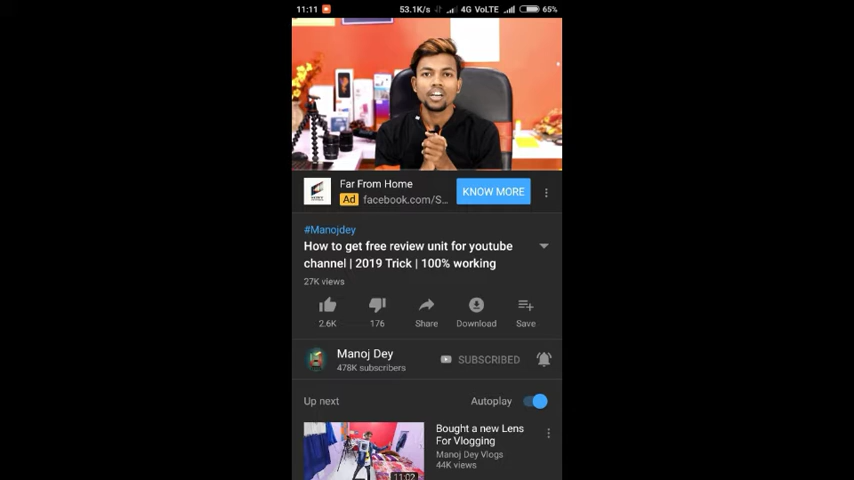 11:11 53.1K/s 4G VoLTE 65%
Far From Home
Ad facebook.com/S...
KNOW MORE
#Manojdey
How to get free review unit for youtube
channel | 2019 Trick | 100% working
27K views
2.6K 176 Share Download Save
Manoj Dey
478K subscribers
SUBSCRIBED
Up next Autoplay
Bought a new Lens
For Vlogging
Manoj Dey Vlogs
44K views
11:02